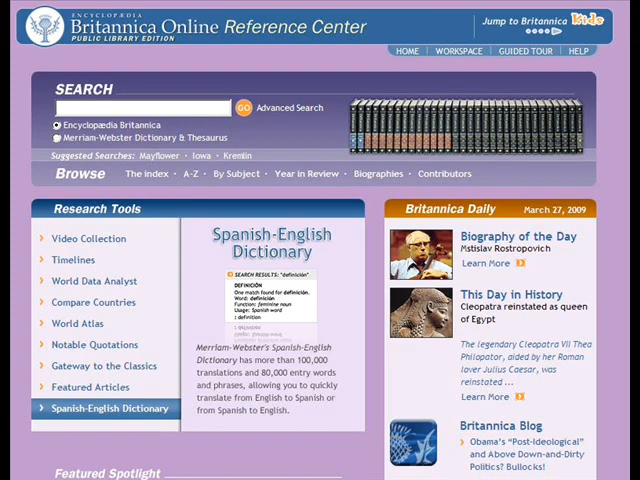 ENCYCLOPÆDIA
Britannica Online Reference Center
PUBLIC LIBRARY EDITION
Jump to Britannica Kids
HOME | WORKSPACE | GUIDED TOUR | HELP
SEARCH
GO Advanced Search
Encyclopædia Britannica
Merriam-Webster Dictionary & Thesaurus
Suggested Searches: Mayflower · Iowa · Kremlin
Browse The Index · A-Z · By Subject · Year in Review · Biographies · Contributors
Research Tools
Video Collection
Timelines
World Data Analyst
Compare Countries
World Atlas
Notable Quotations
Gateway to the Classics
Featured Articles
Spanish-English Dictionary
Spanish-English
Dictionary
SEARCH RESULTS: "definición"
DEFINICIÓN
One match found for definición.
Word: definición
Function: feminine noun
Usage: Spanish word
: definition
Merriam-Webster's Spanish-English
Dictionary has more than 100,000
translations and 80,000 entry words
and phrases, allowing you to quickly
translate from English to Spanish or
from Spanish to English.
Britannica Daily March 27, 2009
Biography of the Day
Mstislav Rostropovich
Learn More
This Day in History
Cleopatra reinstated as queen
of Egypt
The legendary Cleopatra VII Thea
Philopator, aided by her Roman
lover Julius Caesar, was
reinstated ...
Learn More
Britannica Blog
Obama's “Post-Ideological”
and Above Down-and-Dirty
Politics? Bullocks!
Featured Spotlight